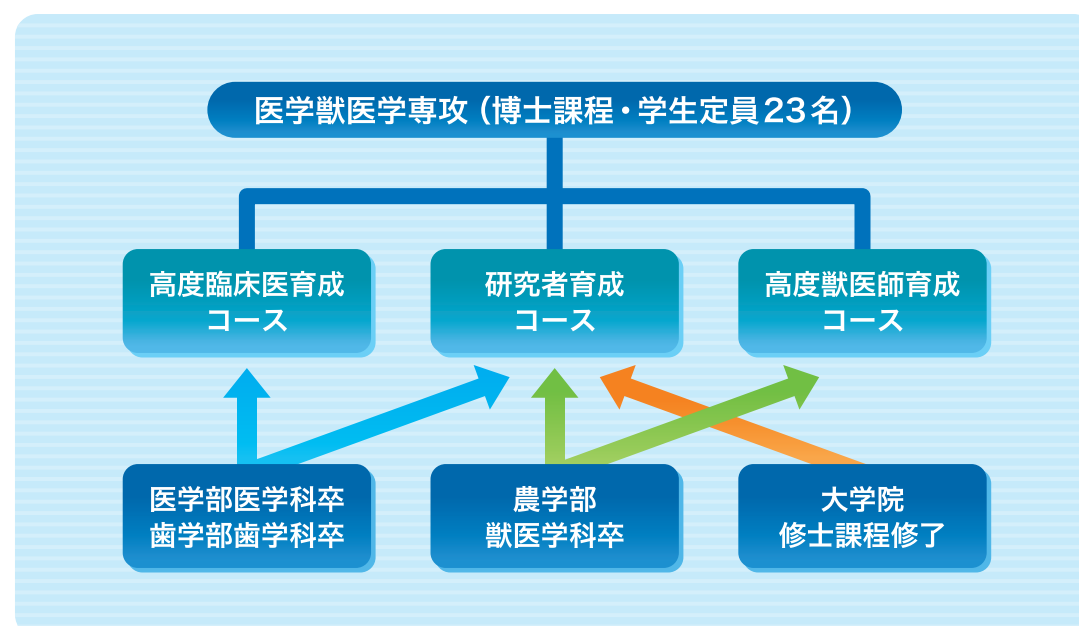 医学獣医学専攻（博士課程・学生定員23名）
高度臨床医育成
コース
研究者育成
コース
高度獣医師育成
コース
医学部医学科卒
歯学部歯学科卒
農学部
獣医学科卒
大学院
修士課程修了